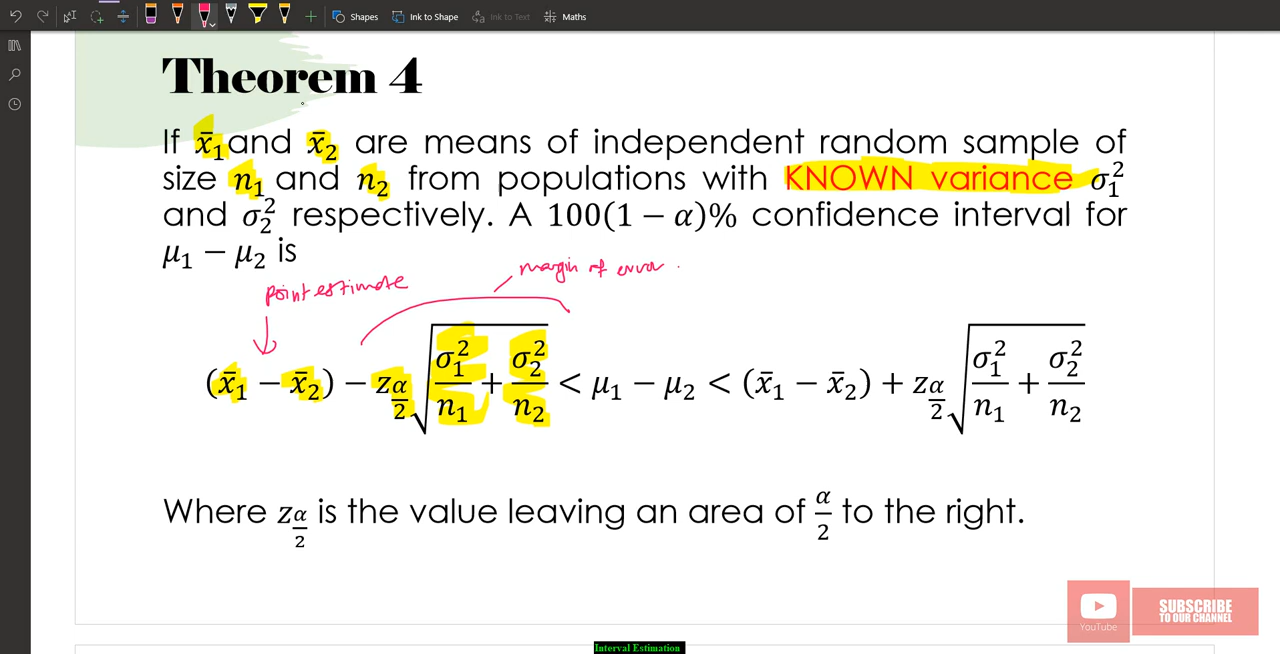 Shapes Ink to Shape Ink to Text Maths
Theorem 4
If x̄₁ and x̄₂ are means of independent random sample of
size n₁ and n₂ from populations with KNOWN variance σ₁²
and σ₂² respectively. A 100(1 − α)% confidence interval for
μ₁ − μ₂ is
point estimate
margin of error
(x̄₁ − x̄₂) − z_{α/2} √(σ₁²/n₁ + σ₂²/n₂) < μ₁ − μ₂ < (x̄₁ − x̄₂) + z_{α/2} √(σ₁²/n₁ + σ₂²/n₂)
Where z_{α/2} is the value leaving an area of α/2 to the right.
YouTube
SUBSCRIBE
TO OUR CHANNEL
Interval Estimation